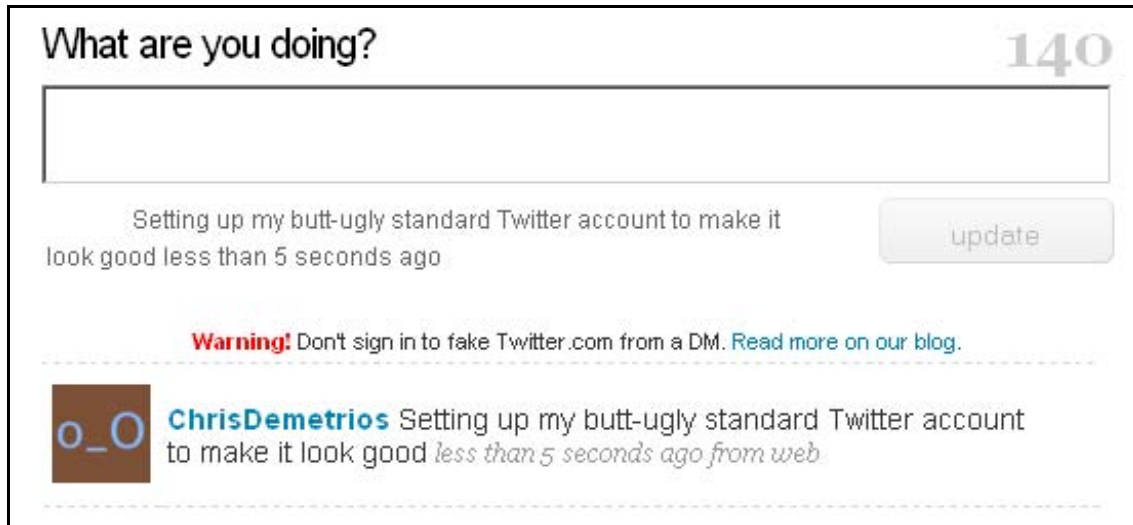 What are you doing?
140
Setting up my butt-ugly standard Twitter account to make it
look good less than 5 seconds ago
update
Warning! Don't sign in to fake Twitter.com from a DM. Read more on our blog.
o_O
ChrisDemetrios Setting up my butt-ugly standard Twitter account
to make it look good less than 5 seconds ago from web